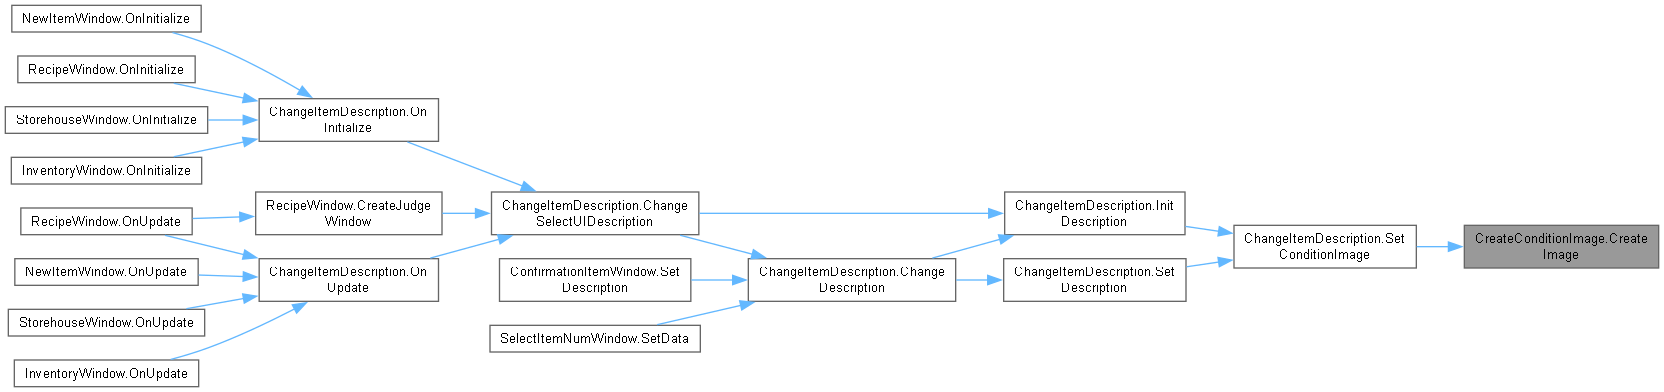 NewItemWindow.OnInitialize
RecipeWindow.OnInitialize
StorehouseWindow.OnInitialize
InventoryWindow.OnInitialize
RecipeWindow.OnUpdate
NewItemWindow.OnUpdate
StorehouseWindow.OnUpdate
InventoryWindow.OnUpdate
ChangeItemDescription.On
Initialize
RecipeWindow.CreateJudge
Window
ChangeItemDescription.On
Update
ChangeItemDescription.Change
SelectUIDescription
ConfirmationItemWindow.Set
Description
SelectItemNumWindow.SetData
ChangeItemDescription.Change
Description
ChangeItemDescription.Init
Description
ChangeItemDescription.Set
Description
ChangeItemDescription.Set
ConditionImage
CreateConditionImage.Create
Image